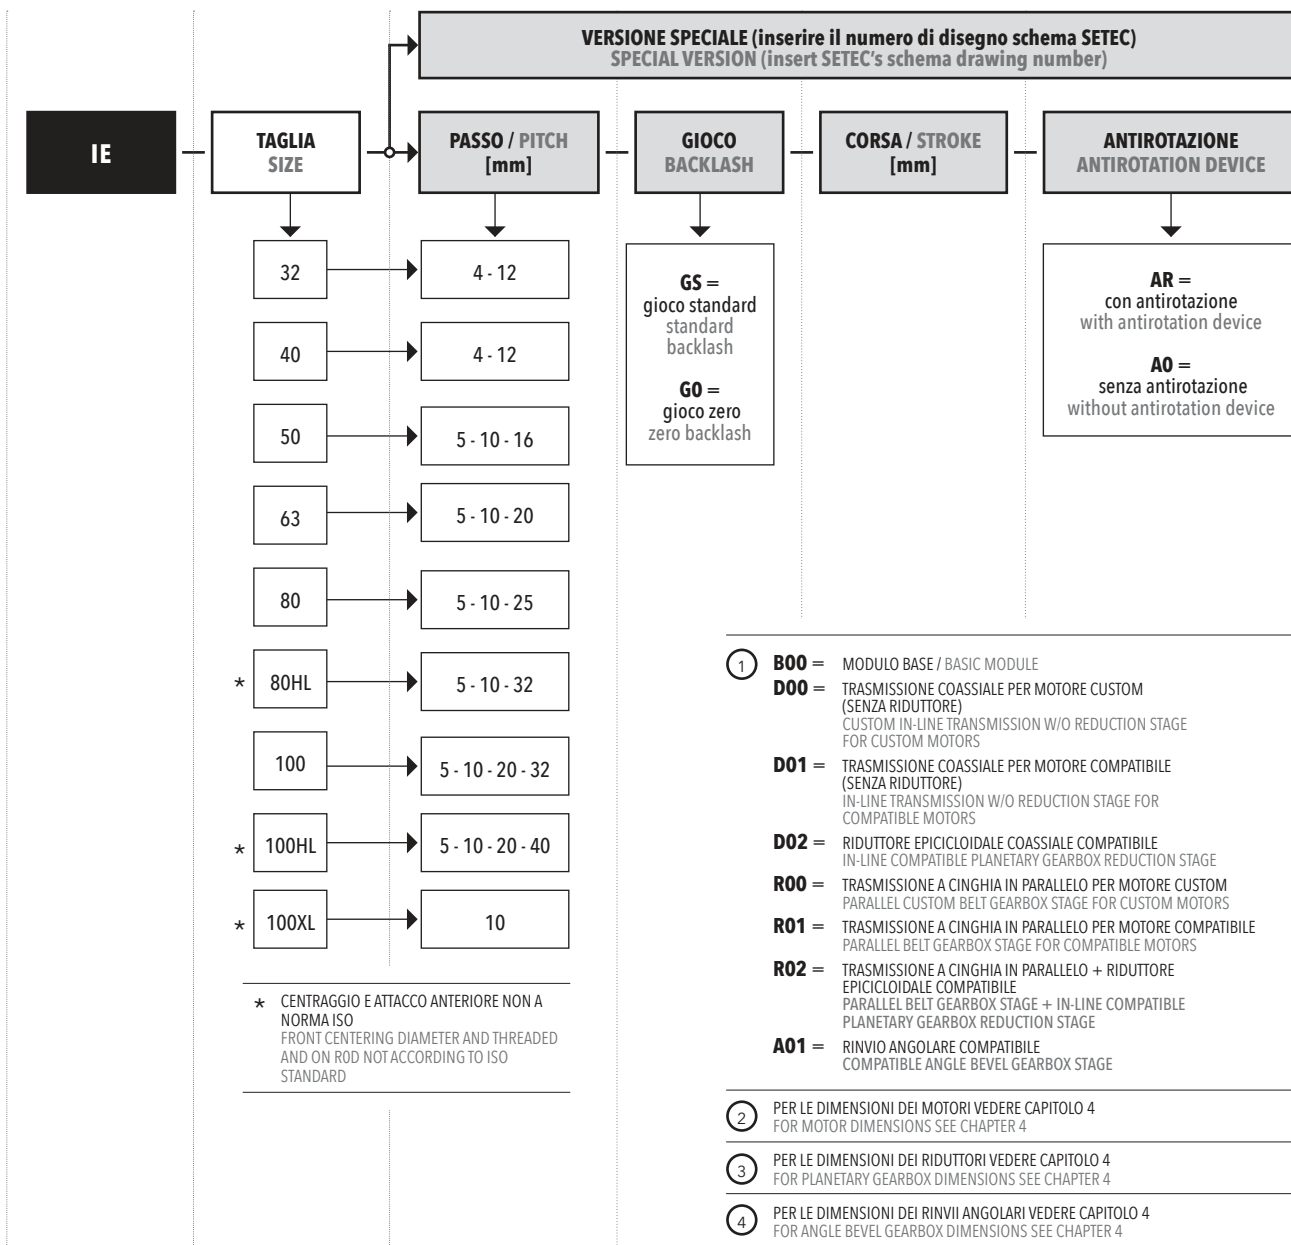 VERSIONE SPECIALE (inserire il numero di disegno schema SETEC)
SPECIAL VERSION (insert SETEC's schema drawing number)
IE
TAGLIA
SIZE
PASSO / PITCH
[mm]
GIOCO
BACKLASH
CORSA / STROKE
[mm]
ANTIROTAZIONE
ANTIROTATION DEVICE
32
4 - 12
40
4 - 12
50
5 - 10 - 16
63
5 - 10 - 20
80
5 - 10 - 25
* 80HL
5 - 10 - 32
100
5 - 10 - 20 - 32
* 100HL
5 - 10 - 20 - 40
* 100XL
10
GS =
gioco standard
standard
backlash
G0 =
gioco zero
zero backlash
AR =
con antirotazione
with antirotation device
A0 =
senza antirotazione
without antirotation device
* CENTRAGGIO E ATTACCO ANTERIORE NON A
NORMA ISO
FRONT CENTERING DIAMETER AND THREADED
AND ON R0D NOT ACCORDING TO ISO
STANDARD
1 B00 = MODULO BASE / BASIC MODULE
D00 = TRASMISSIONE COASSIALE PER MOTORE CUSTOM
(SENZA RIDUTTORE)
CUSTOM IN-LINE TRANSMISSION W/O REDUCTION STAGE
FOR CUSTOM MOTORS
D01 = TRASMISSIONE COASSIALE PER MOTORE COMPATIBILE
(SENZA RIDUTTORE)
IN-LINE TRANSMISSION W/O REDUCTION STAGE FOR
COMPATIBLE MOTORS
D02 = RIDUTTORE EPICICLOIDALE COASSIALE COMPATIBILE
IN-LINE COMPATIBLE PLANETARY GEARBOX REDUCTION STAGE
R00 = TRASMISSIONE A CINGHIA IN PARALLELO PER MOTORE CUSTOM
PARALLEL CUSTOM BELT GEARBOX STAGE FOR CUSTOM MOTORS
R01 = TRASMISSIONE A CINGHIA IN PARALLELO PER MOTORE COMPATIBILE
PARALLEL BELT GEARBOX STAGE FOR COMPATIBLE MOTORS
R02 = TRASMISSIONE A CINGHIA IN PARALLELO + RIDUTTORE
EPICICLOIDALE COMPATIBILE
PARALLEL BELT GEARBOX STAGE + IN-LINE COMPATIBLE
PLANETARY GEARBOX REDUCTION STAGE
A01 = RINVIO ANGOLARE COMPATIBILE
COMPATIBLE ANGLE BEVEL GEARBOX STAGE
2 PER LE DIMENSIONI DEI MOTORI VEDERE CAPITOLO 4
FOR MOTOR DIMENSIONS SEE CHAPTER 4
3 PER LE DIMENSIONI DEI RIDUTTORI VEDERE CAPITOLO 4
FOR PLANETARY GEARBOX DIMENSIONS SEE CHAPTER 4
4 PER LE DIMENSIONI DEI RINVII ANGOLARI VEDERE CAPITOLO 4
FOR ANGLE BEVEL GEARBOX DIMENSIONS SEE CHAPTER 4